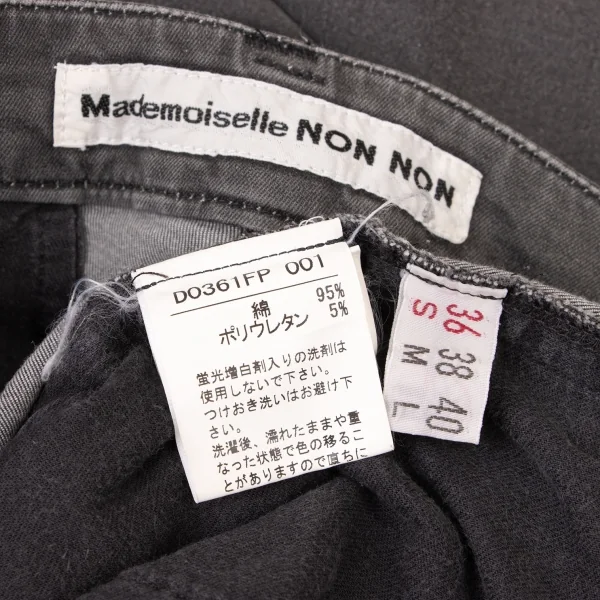 Mademoiselle NON NON
DO361FP 001
綿 95%
ポリウレタン 5%
蛍光増白剤入りの洗剤は
使用しないで下さい。
つけおき洗いはお避け下
さい。
洗濯後、濡れたままや重
なった状態で色の移るこ
とがありますので直ちに
36 38 40
S M L